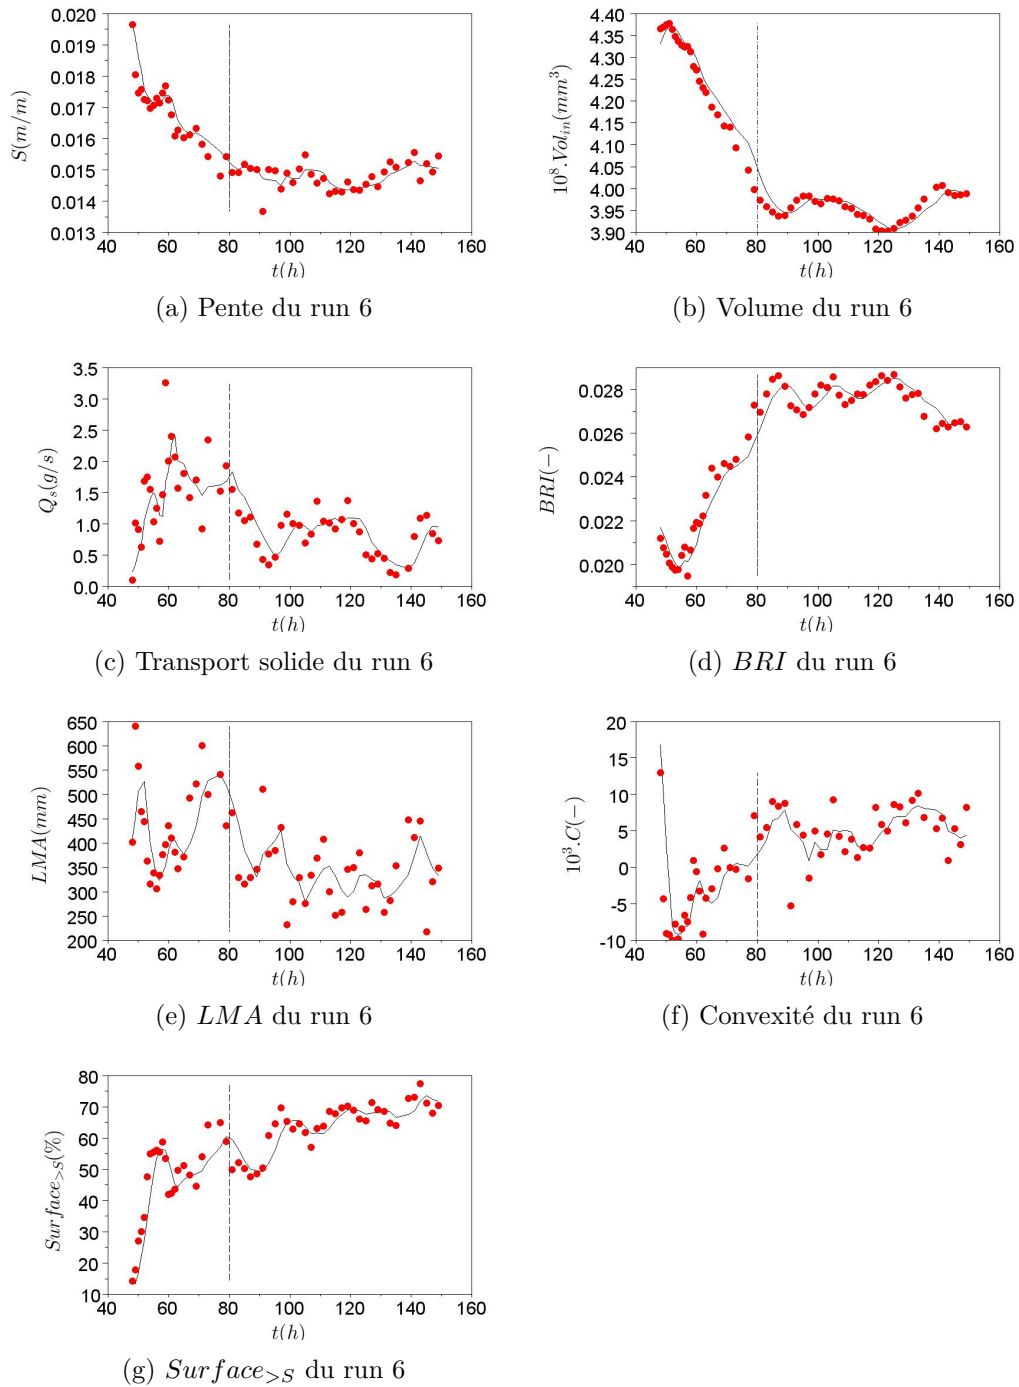 0.020
0.019
0.018
0.017
0.016
0.015
0.014
0.013
S(m/m)
40 60 80 100 120 140 160
t(h)
(a) Pente du run 6
4.40
4.35
4.30
4.25
4.20
4.15
4.10
4.05
4.00
3.95
3.90
10⁸.Vol_in(mm³)
40 60 80 100 120 140 160
t(h)
(b) Volume du run 6
3.5
3.0
2.5
2.0
1.5
1.0
0.5
0.0
Q_s(g/s)
40 60 80 100 120 140 160
t(h)
(c) Transport solide du run 6
0.028
0.026
0.024
0.022
0.020
BRI(−)
40 60 80 100 120 140 160
t(h)
(d) BRI du run 6
650
600
550
500
450
400
350
300
250
200
LMA(mm)
40 60 80 100 120 140 160
t(h)
(e) LMA du run 6
20
15
10
5
0
-5
-10
10³.C(−)
40 60 80 100 120 140 160
t(h)
(f) Convexité du run 6
80
70
60
50
40
30
20
10
Surface_{>S}(%)
40 60 80 100 120 140 160
t(h)
(g) Surface_{>S} du run 6